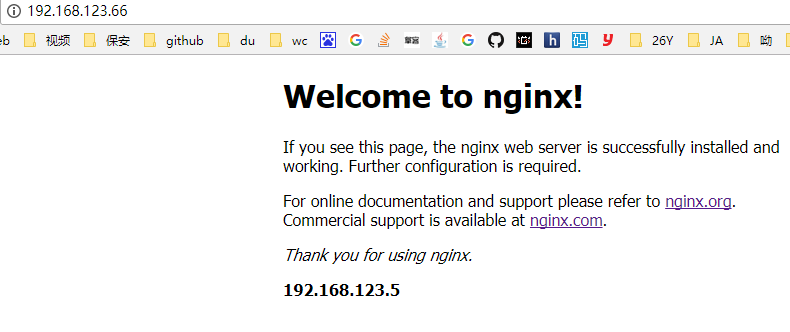 192.168.123.66
eb 视频 保安 github du wc 26Y JA 呦
Welcome to nginx!
If you see this page, the nginx web server is successfully installed and
working. Further configuration is required.
For online documentation and support please refer to nginx.org.
Commercial support is available at nginx.com.
Thank you for using nginx.
192.168.123.5